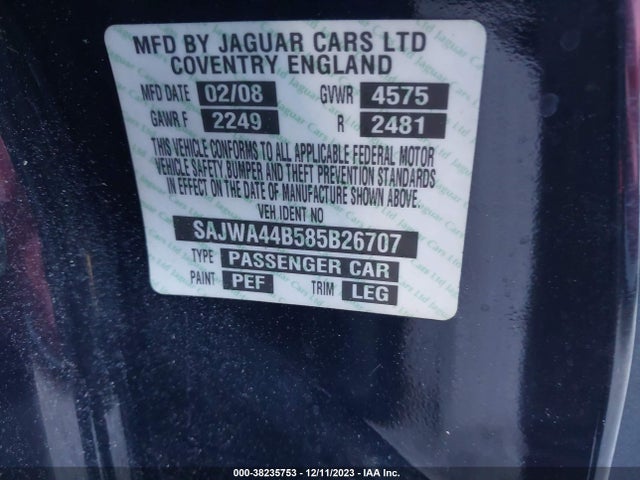 MFD BY JAGUAR CARS LTD
COVENTRY ENGLAND
MFD DATE 02/08 GVWR 4575
GAWR F 2249 R 2481
THIS VEHICLE CONFORMS TO ALL APPLICABLE FEDERAL MOTOR
VEHICLE SAFETY BUMPER AND THEFT PREVENTION STANDARDS
IN EFFECT ON THE DATE OF MANUFACTURE SHOWN ABOVE.
VEH.IDENT NO
SAJWA44B585B26707
TYPE PASSENGER CAR
PAINT PEF TRIM LEG
000-38235753 - 12/11/2023 - IAA Inc.